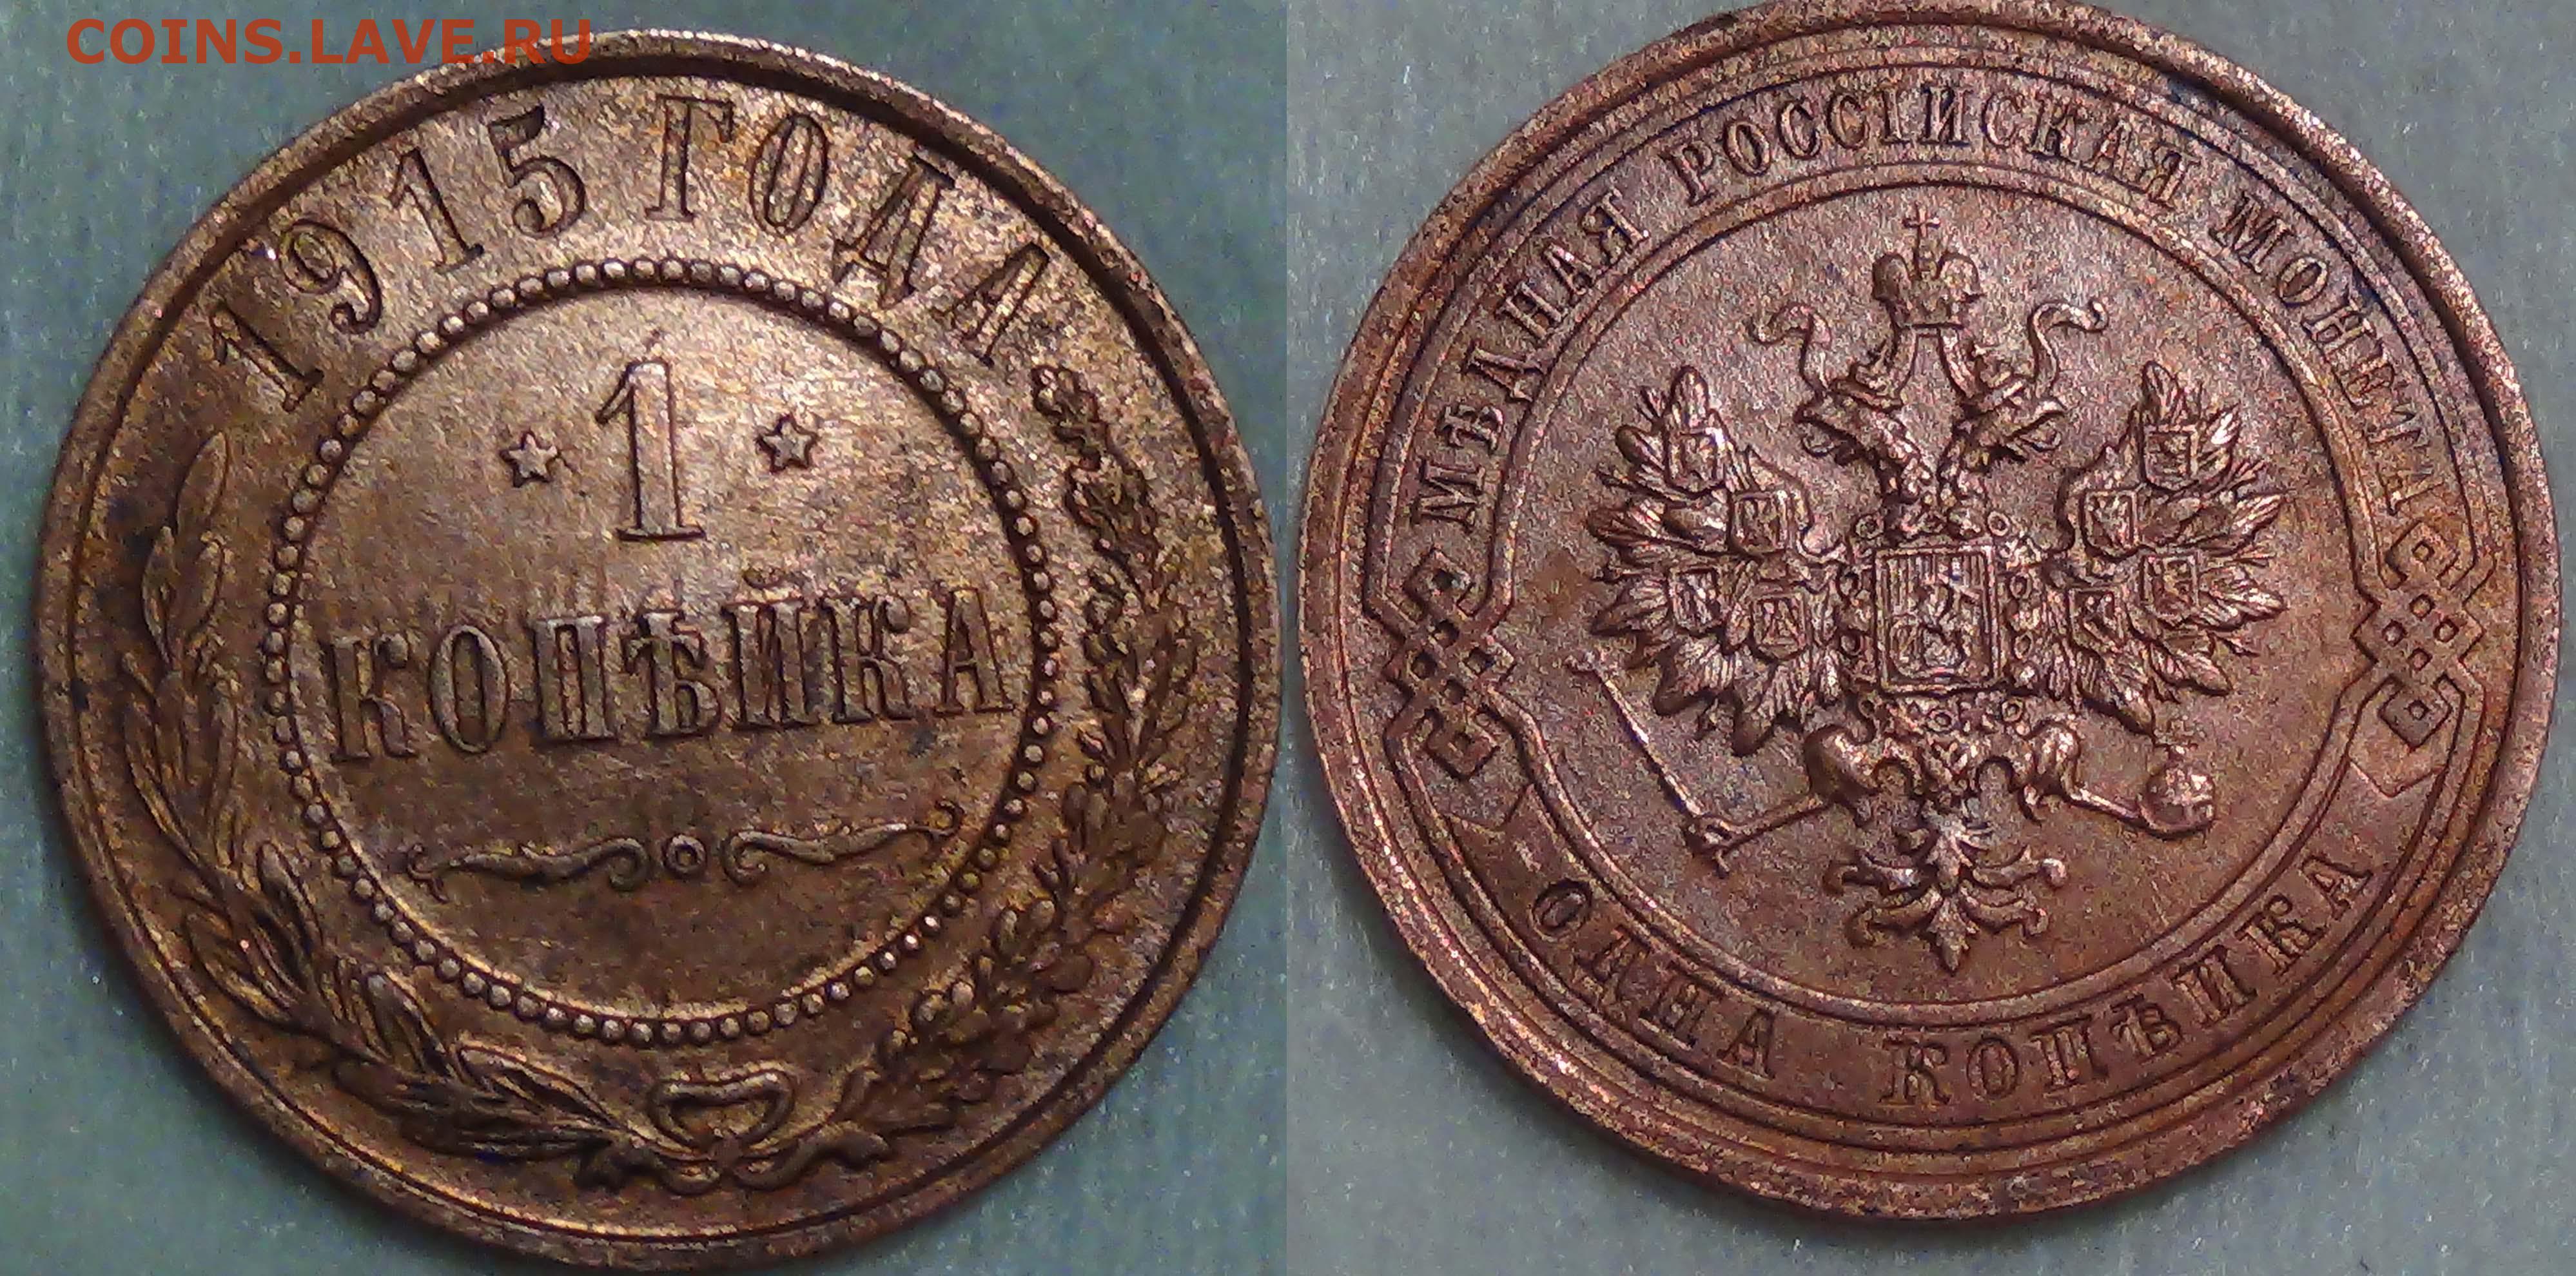 COINS.LAVE.RU
1915 ГОДА
1
КОПѢЙКА
МѢДНАЯ РОССІЙСКАЯ МОНЕТА
ОДНА КОПѢЙКА